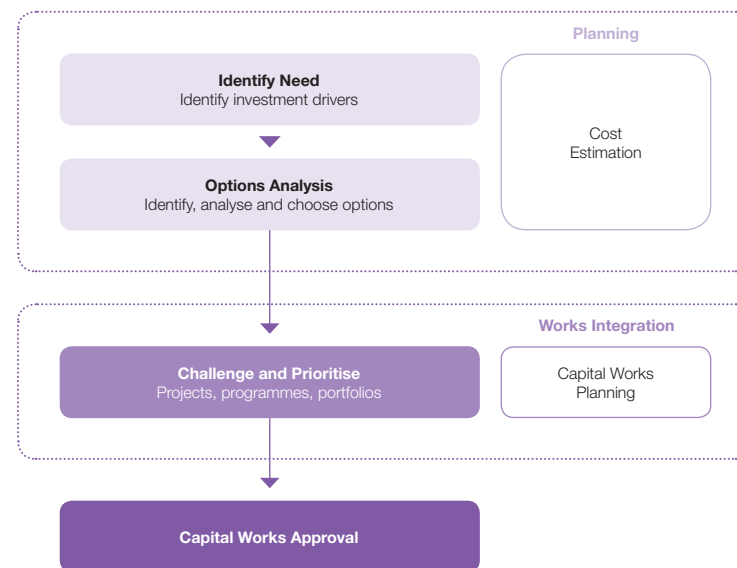 Planning
Identify Need
Identify investment drivers
Cost
Estimation
Options Analysis
Identify, analyse and choose options
Works Integration
Challenge and Prioritise
Projects, programmes, portfolios
Capital Works
Planning
Capital Works Approval